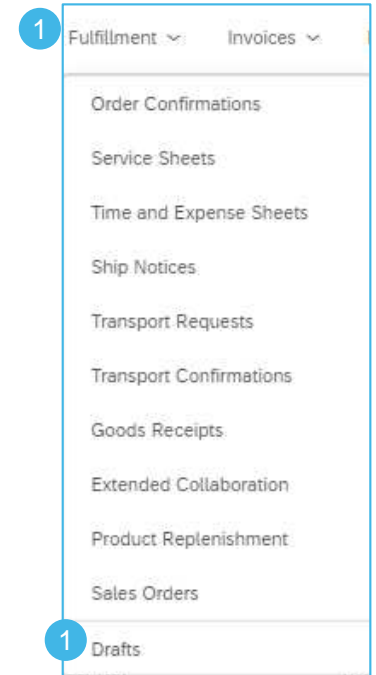 1 Fulfillment Invoices
Order Confirmations
Service Sheets
Time and Expense Sheets
Ship Notices
Transport Requests
Transport Confirmations
Goods Receipts
Extended Collaboration
Product Replenishment
Sales Orders
1 Drafts